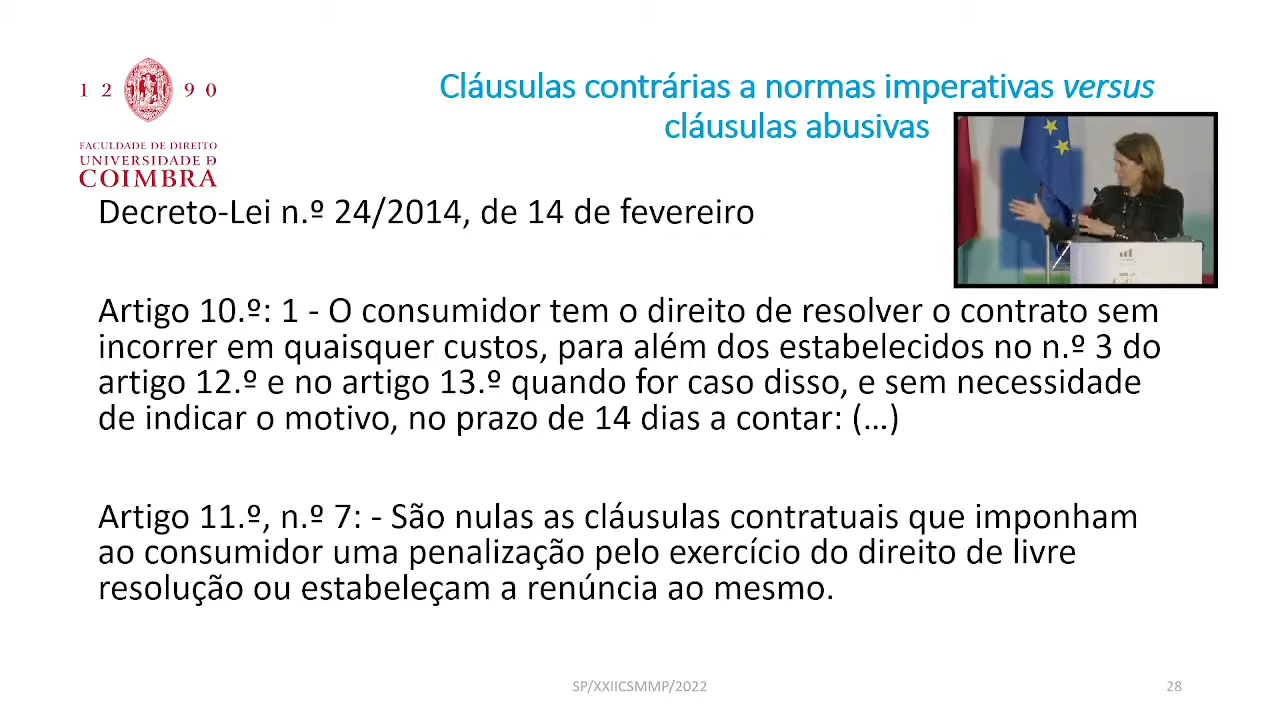 Cláusulas contrárias a normas imperativas versus
cláusulas abusivas
1 2 9 0
FACULDADE DE DIREITO
UNIVERSIDADE Ð
COIMBRA
Decreto-Lei n.º 24/2014, de 14 de fevereiro
Artigo 10.º: 1 - O consumidor tem o direito de resolver o contrato sem
incorrer em quaisquer custos, para além dos estabelecidos no n.º 3 do
artigo 12.º e no artigo 13.º quando for caso disso, e sem necessidade
de indicar o motivo, no prazo de 14 dias a contar: (…)
Artigo 11.º, n.º 7: - São nulas as cláusulas contratuais que imponham
ao consumidor uma penalização pelo exercício do direito de livre
resolução ou estabeleçam a renúncia ao mesmo.
SP/XXIICSMMP/2022
28